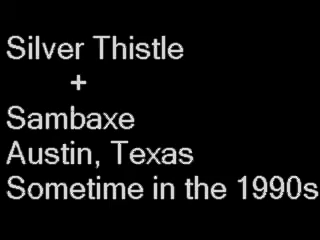 Silver Thistle
+
Sambaxe
Austin, Texas
Sometime in the 1990s